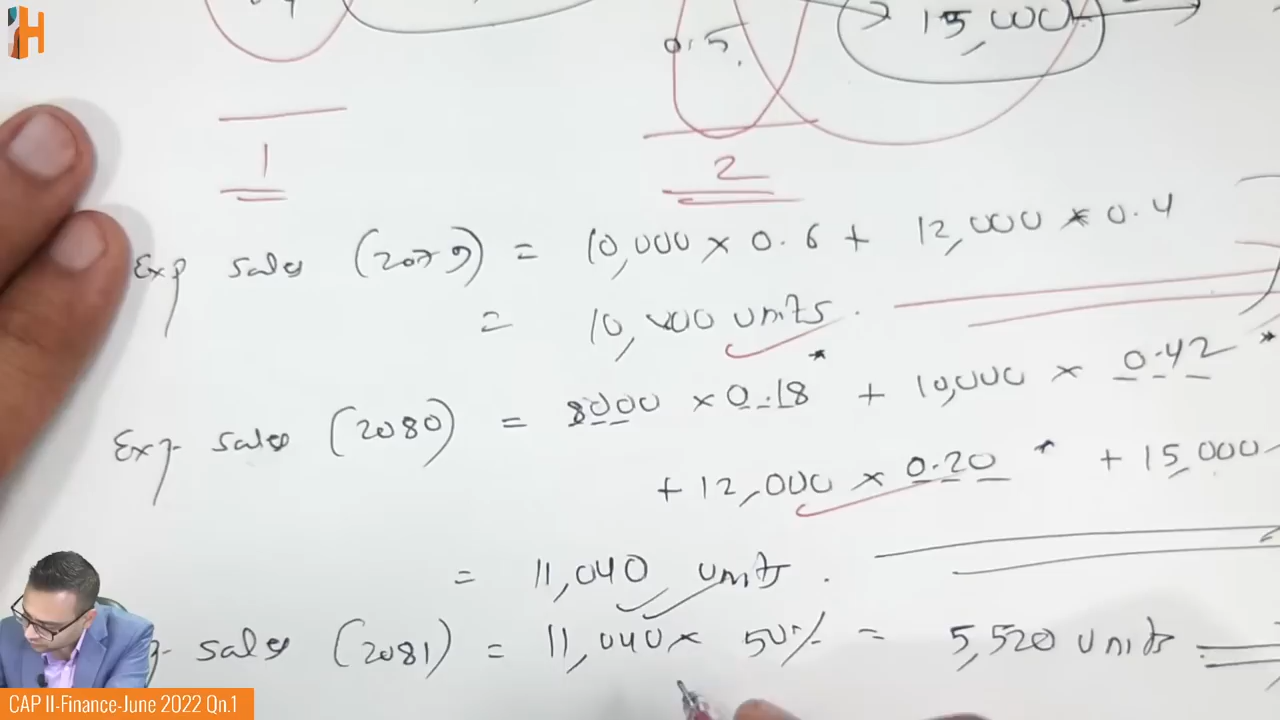 H
0.5
15,000
1
2
Exp sales (2079) = 10,000 x 0.6 + 12,000 * 0.4
= 10,800 units.
Exp sales (2080) = 8000 x 0.18* + 10,000 x 0.42 *
+ 12,000 x 0.20 * + 15,000
= 11,040 units.
sales (2081) = 11,040 x 50% = 5,520 units
CAP II-Finance-June 2022 Qn.1